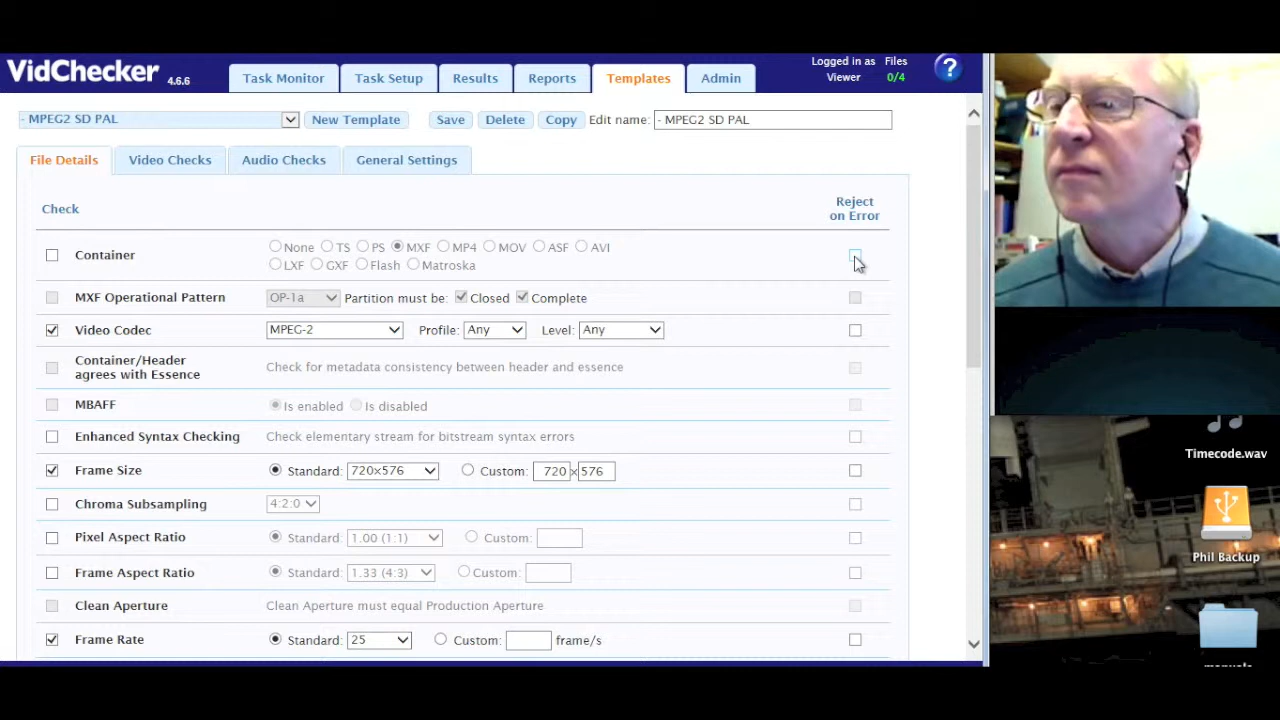 VidChecker 4.6.6
Task Monitor Task Setup Results Reports Templates Admin
Logged in as Viewer
Files 0/4
?
- MPEG2 SD PAL New Template Save Delete Copy Edit name: - MPEG2 SD PAL
File Details Video Checks Audio Checks General Settings
Check Reject on Error
Container None TS PS MXF MP4 MOV ASF AVI
LXF GXF Flash Matroska
MXF Operational Pattern OP-1a Partition must be: Closed Complete
Video Codec MPEG-2 Profile: Any Level: Any
Container/Header agrees with Essence Check for metadata consistency between header and essence
MBAFF Is enabled Is disabled
Enhanced Syntax Checking Check elementary stream for bitstream syntax errors
Frame Size Standard: 720x576 Custom: 720 x 576
Chroma Subsampling 4:2:0
Pixel Aspect Ratio Standard: 1.00 (1:1) Custom:
Frame Aspect Ratio Standard: 1.33 (4:3) Custom:
Clean Aperture Clean Aperture must equal Production Aperture
Frame Rate Standard: 25 Custom: frame/s
Timecode.wav
Phil Backup